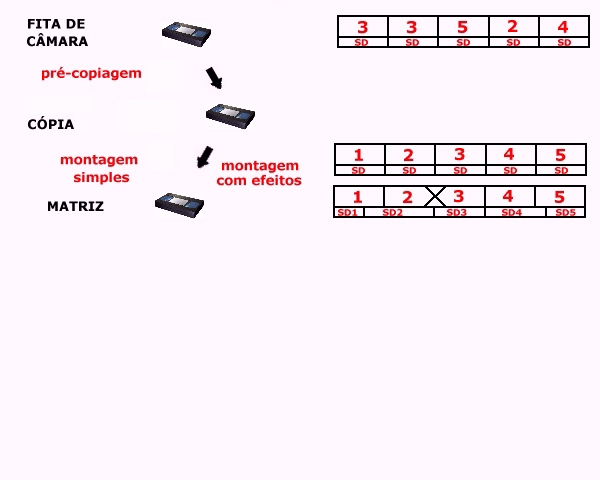 FITA DE
CÂMARA
3 3 5 2 4
SD SD SD SD SD
pré-copiagem
CÓPIA
montagem
simples
montagem
com efeitos
1 2 3 4 5
SD SD SD SD SD
MATRIZ
1 2 3 4 5
SD1 SD2 SD3 SD4 SD5